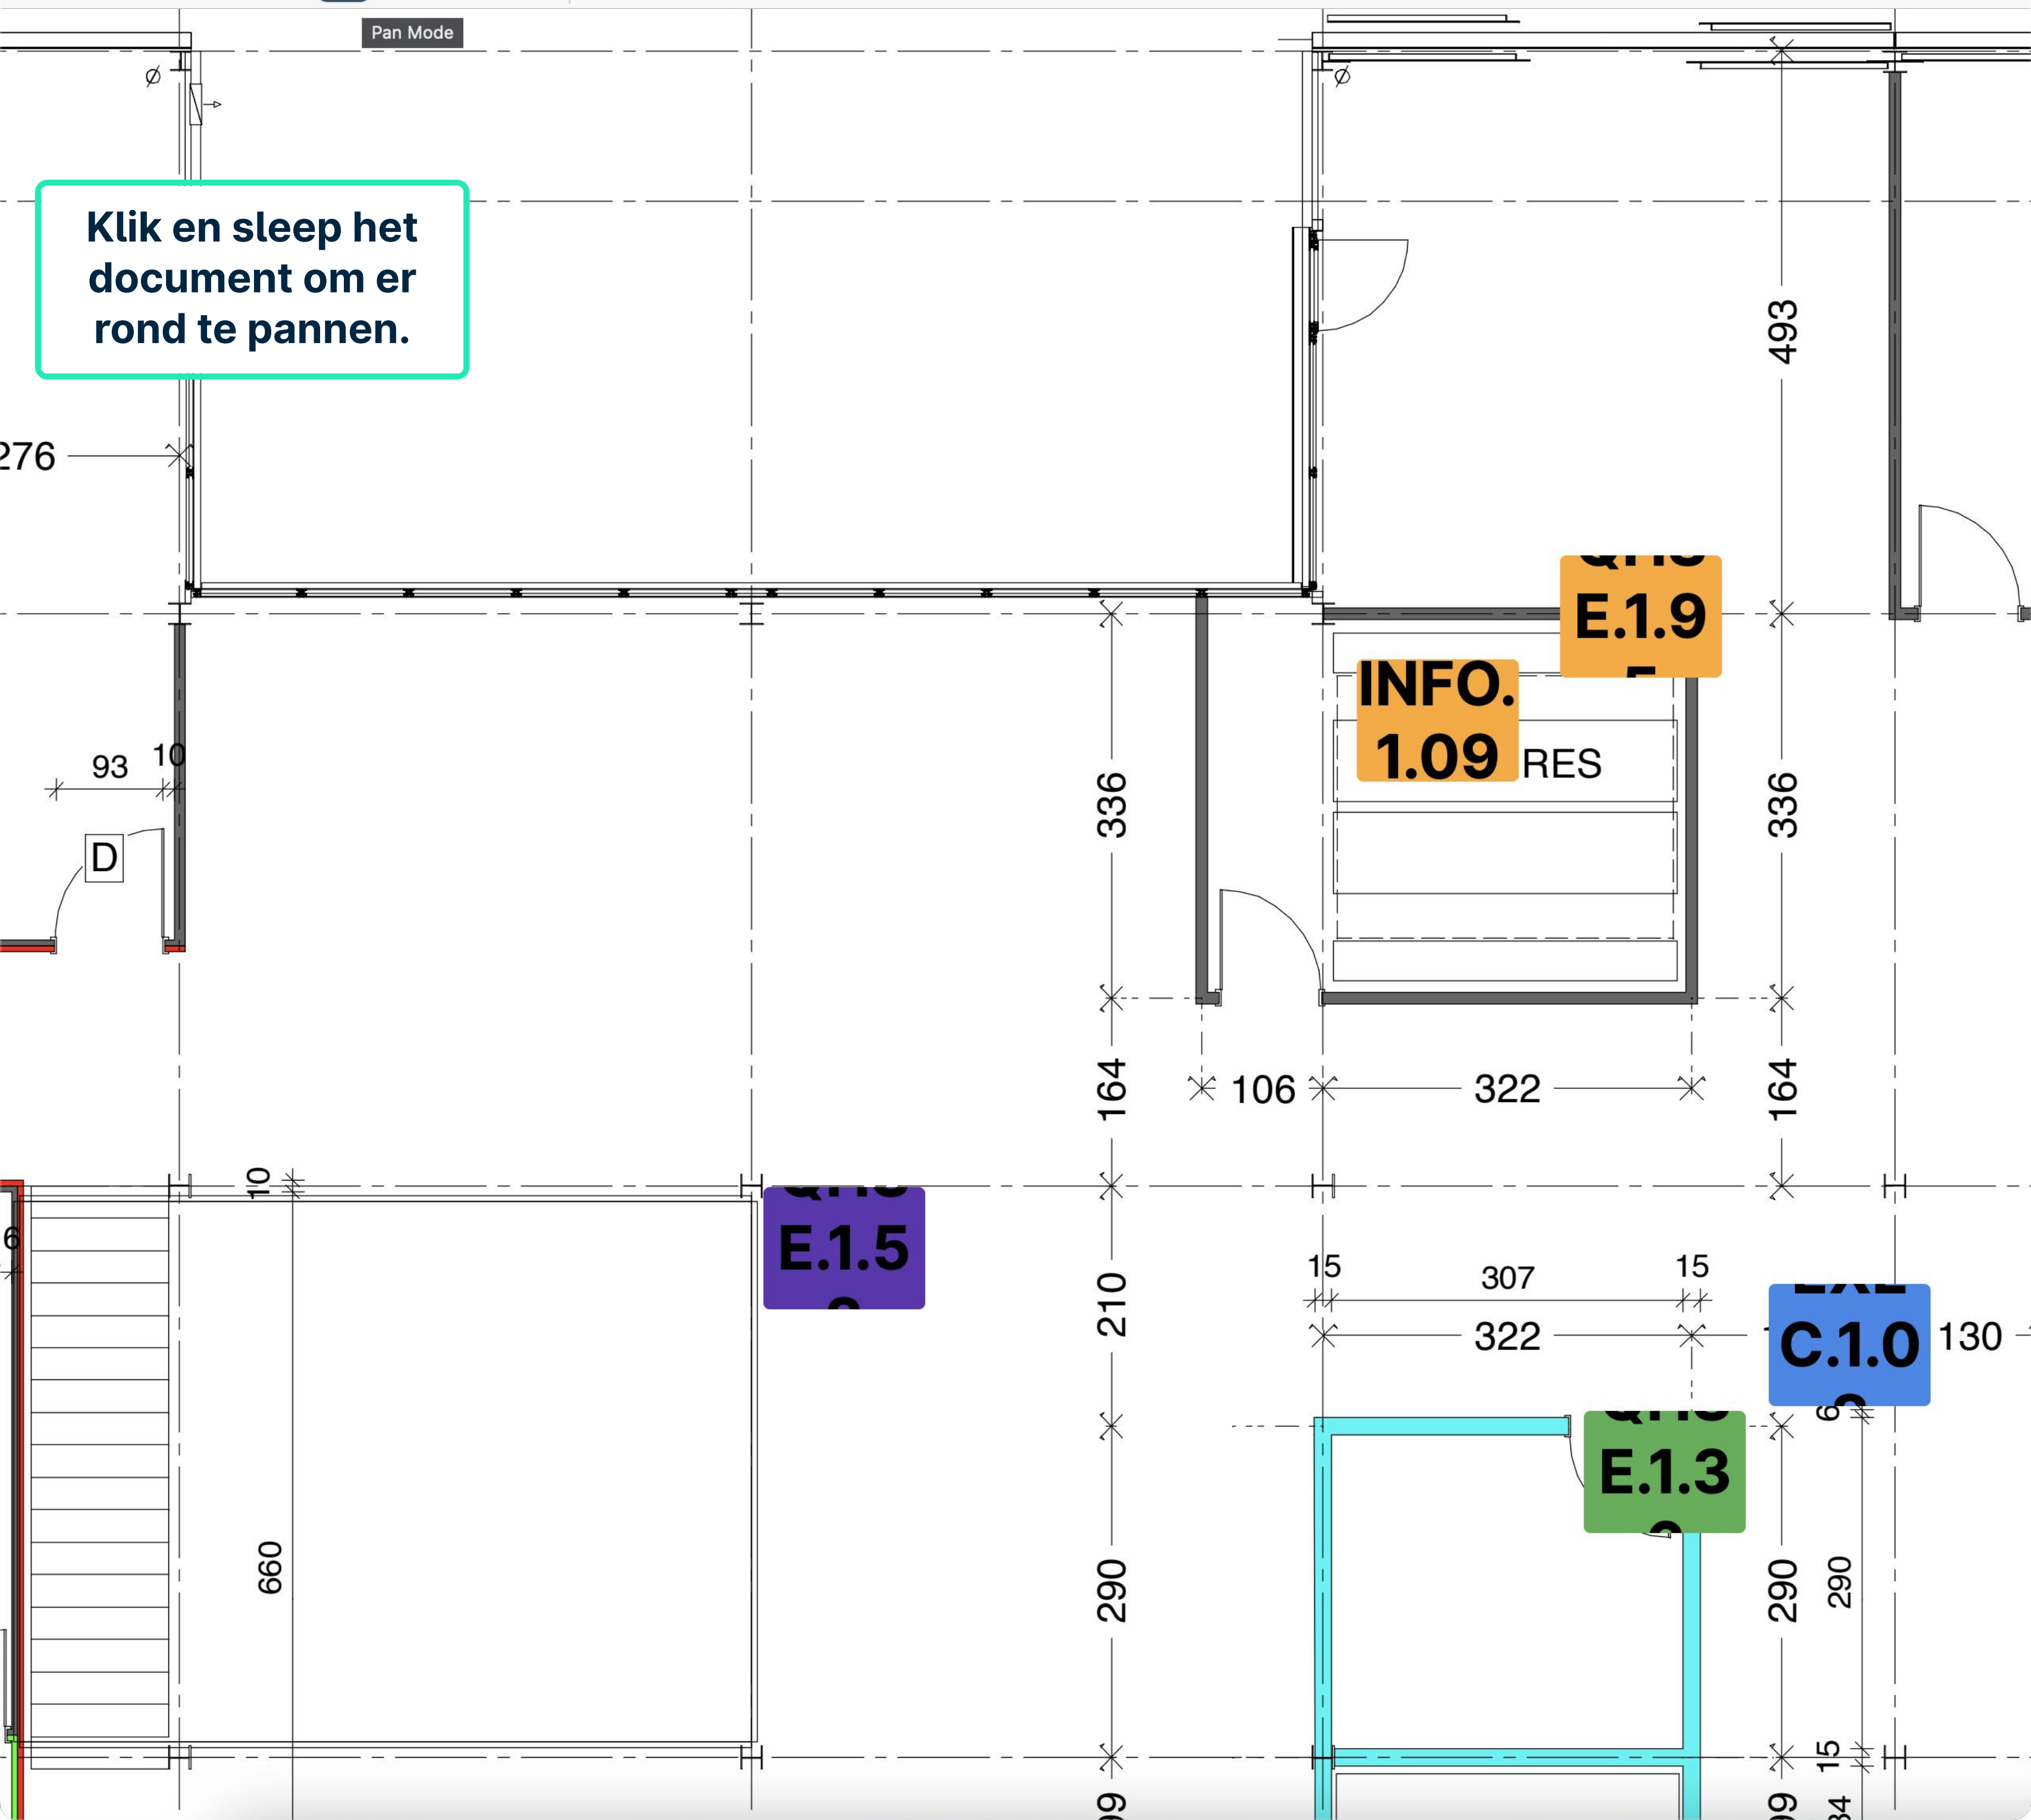 Pan Mode
Ø
Ø
Klik en sleep het
document om er
rond te pannen.
493
276
E.1.9
INFO.
1.09
RES
10
93
336
336
D
164
106
322
164
10
6
E.1.5
210
15
307
15
322
C.1.0
130
6
E.1.3
660
290
290
290
15